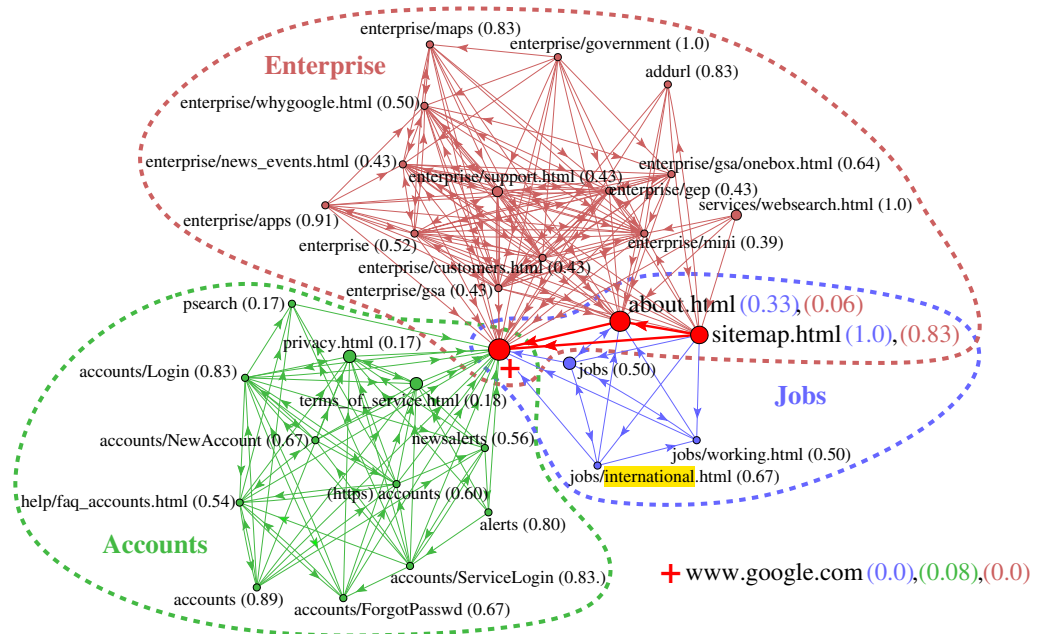 enterprise/maps (0.83)
enterprise/government (1.0)
Enterprise
addurl (0.83)
enterprise/whygoogle.html (0.50)
enterprise/news_events.html (0.43)
enterprise/gsa/onebox.html (0.64)
enterprise/support.html (0.43)
enterprise/gep (0.43)
services/websearch.html (1.0)
enterprise/apps (0.91)
enterprise (0.52)
enterprise/mini (0.39)
enterprise/customers.html (0.43)
enterprise/gsa (0.43)
psearch (0.17)
about.html (0.33),(0.06)
sitemap.html (1.0),(0.83)
privacy.html (0.17)
accounts/Login (0.83)
+
jobs (0.50)
Jobs
terms_of_service.html (0.18)
accounts/NewAccount (0.67)
newsalerts (0.56)
jobs/working.html (0.50)
jobs/international.html (0.67)
help/faq_accounts.html (0.54)
(https) accounts (0.60)
alerts (0.80)
Accounts
accounts/ServiceLogin (0.83.)
+ www.google.com (0.0),(0.08),(0.0)
accounts (0.89)
accounts/ForgotPasswd (0.67)